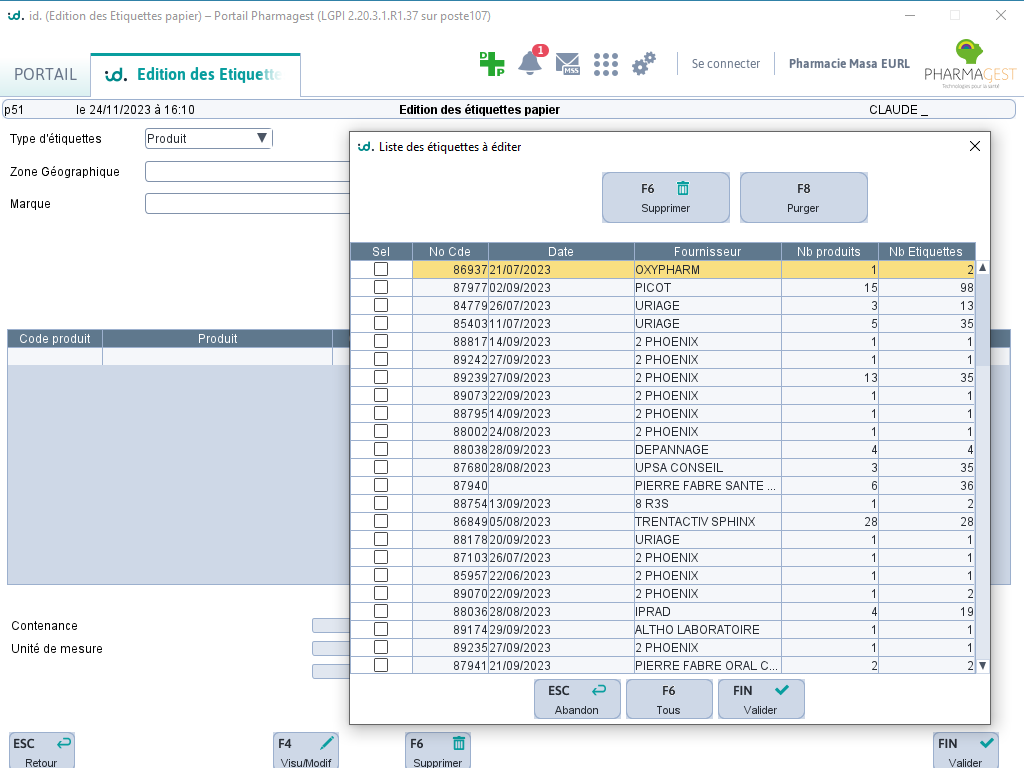 id. id. (Edition des Etiquettes papier) – Portail Pharmagest (LGPI 2.20.3.1.R1.37 sur poste107)
PORTAIL
id. Edition des Etiquette
D P
1
MSS
Se connecter
Pharmacie Masa EURL
PHARMAGEST
Technologies pour la santé
p51 le 24/11/2023 à 16:10 Edition des étiquettes papier CLAUDE _
Type d'étiquettes Produit
Zone Géographique
Marque
Code produit Produit
Contenance
Unité de mesure
ESC Retour
F4 Visu/Modif
F6 Supprimer
FIN Valider
id. Liste des étiquettes à éditer
F6 Supprimer
F8 Purger
Sel No Cde Date Fournisseur Nb produits Nb Etiquettes
86937 21/07/2023 OXYPHARM 1 2
87977 02/09/2023 PICOT 15 98
84779 26/07/2023 URIAGE 3 13
85403 11/07/2023 URIAGE 5 35
88817 14/09/2023 2 PHOENIX 1 1
89242 27/09/2023 2 PHOENIX 1 1
89239 27/09/2023 2 PHOENIX 13 35
89073 22/09/2023 2 PHOENIX 1 1
88795 14/09/2023 2 PHOENIX 1 1
88002 24/08/2023 2 PHOENIX 1 1
88038 28/09/2023 DEPANNAGE 4 4
87680 28/08/2023 UPSA CONSEIL 3 35
87940 PIERRE FABRE SANTE ... 6 36
88754 13/09/2023 8 R3S 1 2
86849 05/08/2023 TRENTACTIV SPHINX 28 28
88178 20/09/2023 URIAGE 1 1
87103 26/07/2023 2 PHOENIX 1 1
85957 22/06/2023 2 PHOENIX 1 1
89070 22/09/2023 2 PHOENIX 1 2
88036 28/08/2023 IPRAD 4 19
89174 29/09/2023 ALTHO LABORATOIRE 1 1
89235 27/09/2023 2 PHOENIX 1 1
87941 21/09/2023 PIERRE FABRE ORAL C... 2 2
ESC Abandon
F6 Tous
FIN Valider